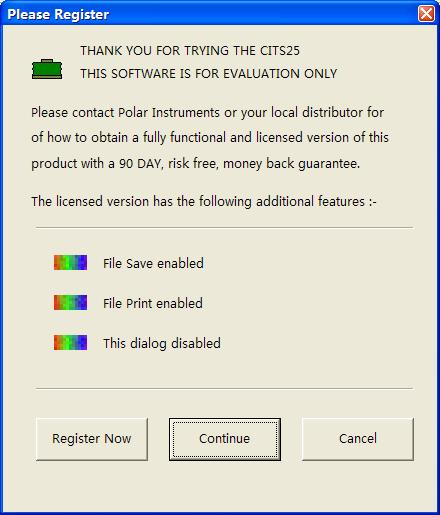 Please Register
THANK YOU FOR TRYING THE CITS25
THIS SOFTWARE IS FOR EVALUATION ONLY
Please contact Polar Instruments or your local distributor for
of how to obtain a fully functional and licensed version of this
product with a 90 DAY, risk free, money back guarantee.
The licensed version has the following additional features :-
File Save enabled
File Print enabled
This dialog disabled
Register Now
Continue
Cancel